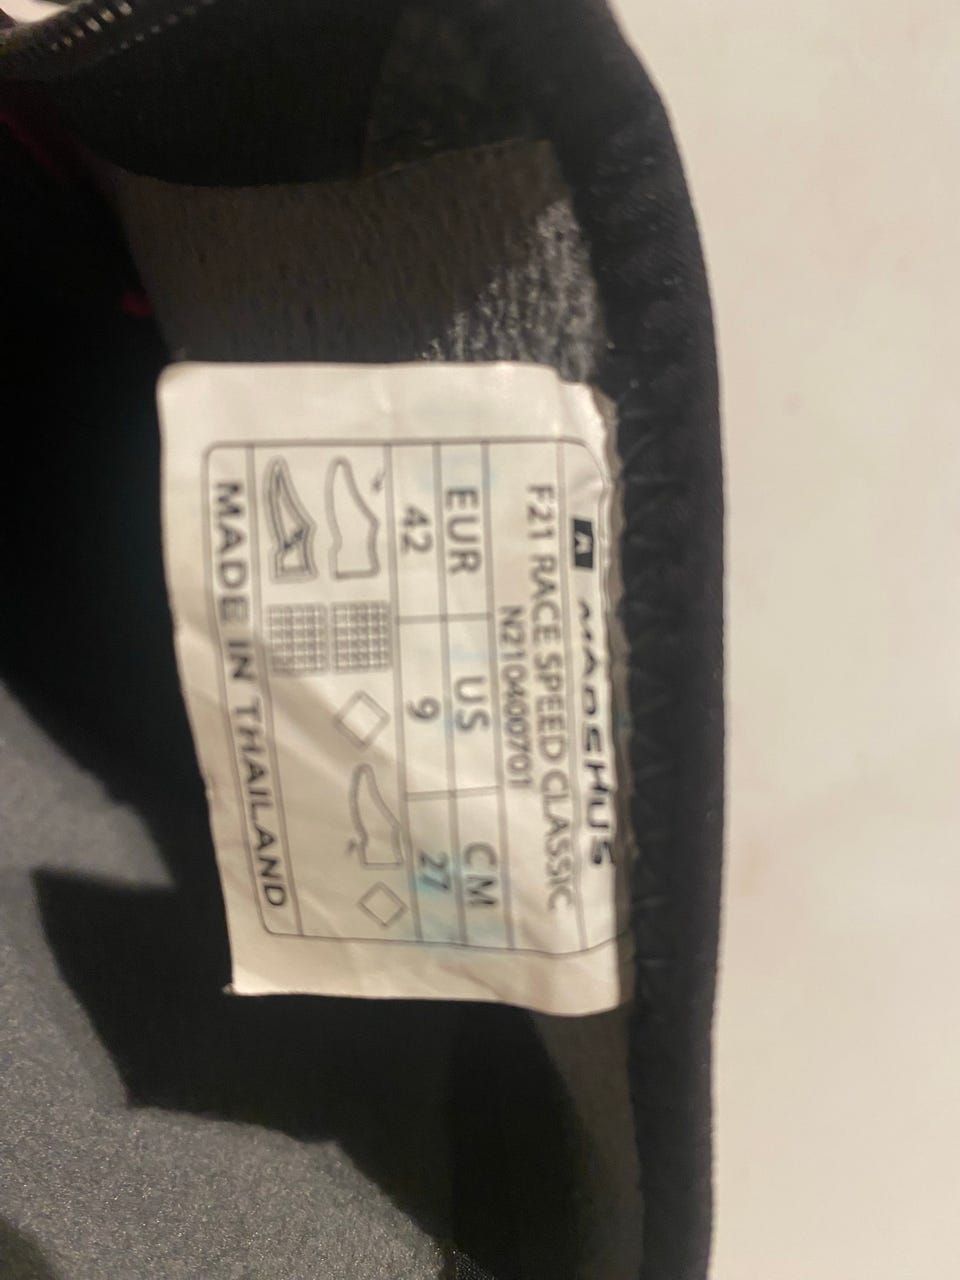 MADSHUS
F21 RACE SPEED CLASSIC
N210400701
EUR US CM
42 9 27
MADE IN THAILAND